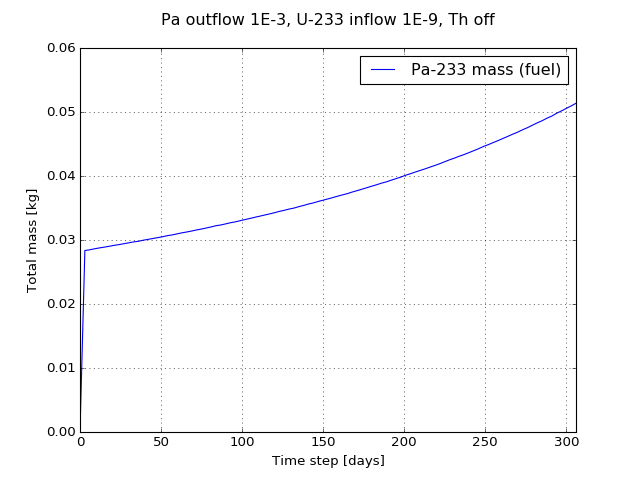 Pa outflow 1E-3, U-233 inflow 1E-9, Th off
Pa-233 mass (fuel)
Total mass [kg]
0.06
0.05
0.04
0.03
0.02
0.01
0.00
0 50 100 150 200 250 300
Time step [days]